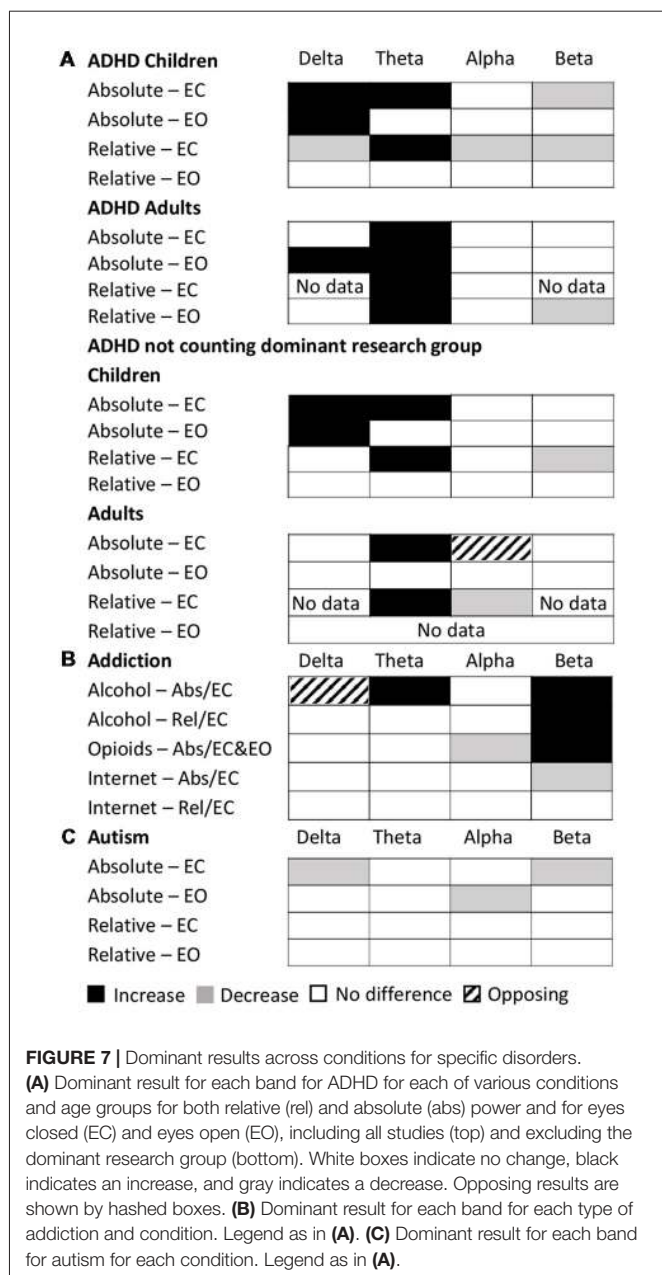 A ADHD Children Delta Theta Alpha Beta
Absolute – EC
Absolute – EO
Relative – EC
Relative – EO
ADHD Adults
Absolute – EC
Absolute – EO
Relative – EC No data No data
Relative – EO
ADHD not counting dominant research group
Children
Absolute – EC
Absolute – EO
Relative – EC
Relative – EO
Adults
Absolute – EC
Absolute – EO
Relative – EC No data No data
Relative – EO No data
B Addiction Delta Theta Alpha Beta
Alcohol – Abs/EC
Alcohol – Rel/EC
Opioids – Abs/EC&EO
Internet – Abs/EC
Internet – Rel/EC
C Autism Delta Theta Alpha Beta
Absolute – EC
Absolute – EO
Relative – EC
Relative – EO
Increase Decrease No difference Opposing
FIGURE 7 | Dominant results across conditions for specific disorders.
(A) Dominant result for each band for ADHD for each of various conditions
and age groups for both relative (rel) and absolute (abs) power and for eyes
closed (EC) and eyes open (EO), including all studies (top) and excluding the
dominant research group (bottom). White boxes indicate no change, black
indicates an increase, and gray indicates a decrease. Opposing results are
shown by hashed boxes. (B) Dominant result for each band for each type of
addiction and condition. Legend as in (A). (C) Dominant result for each band
for autism for each condition. Legend as in (A).